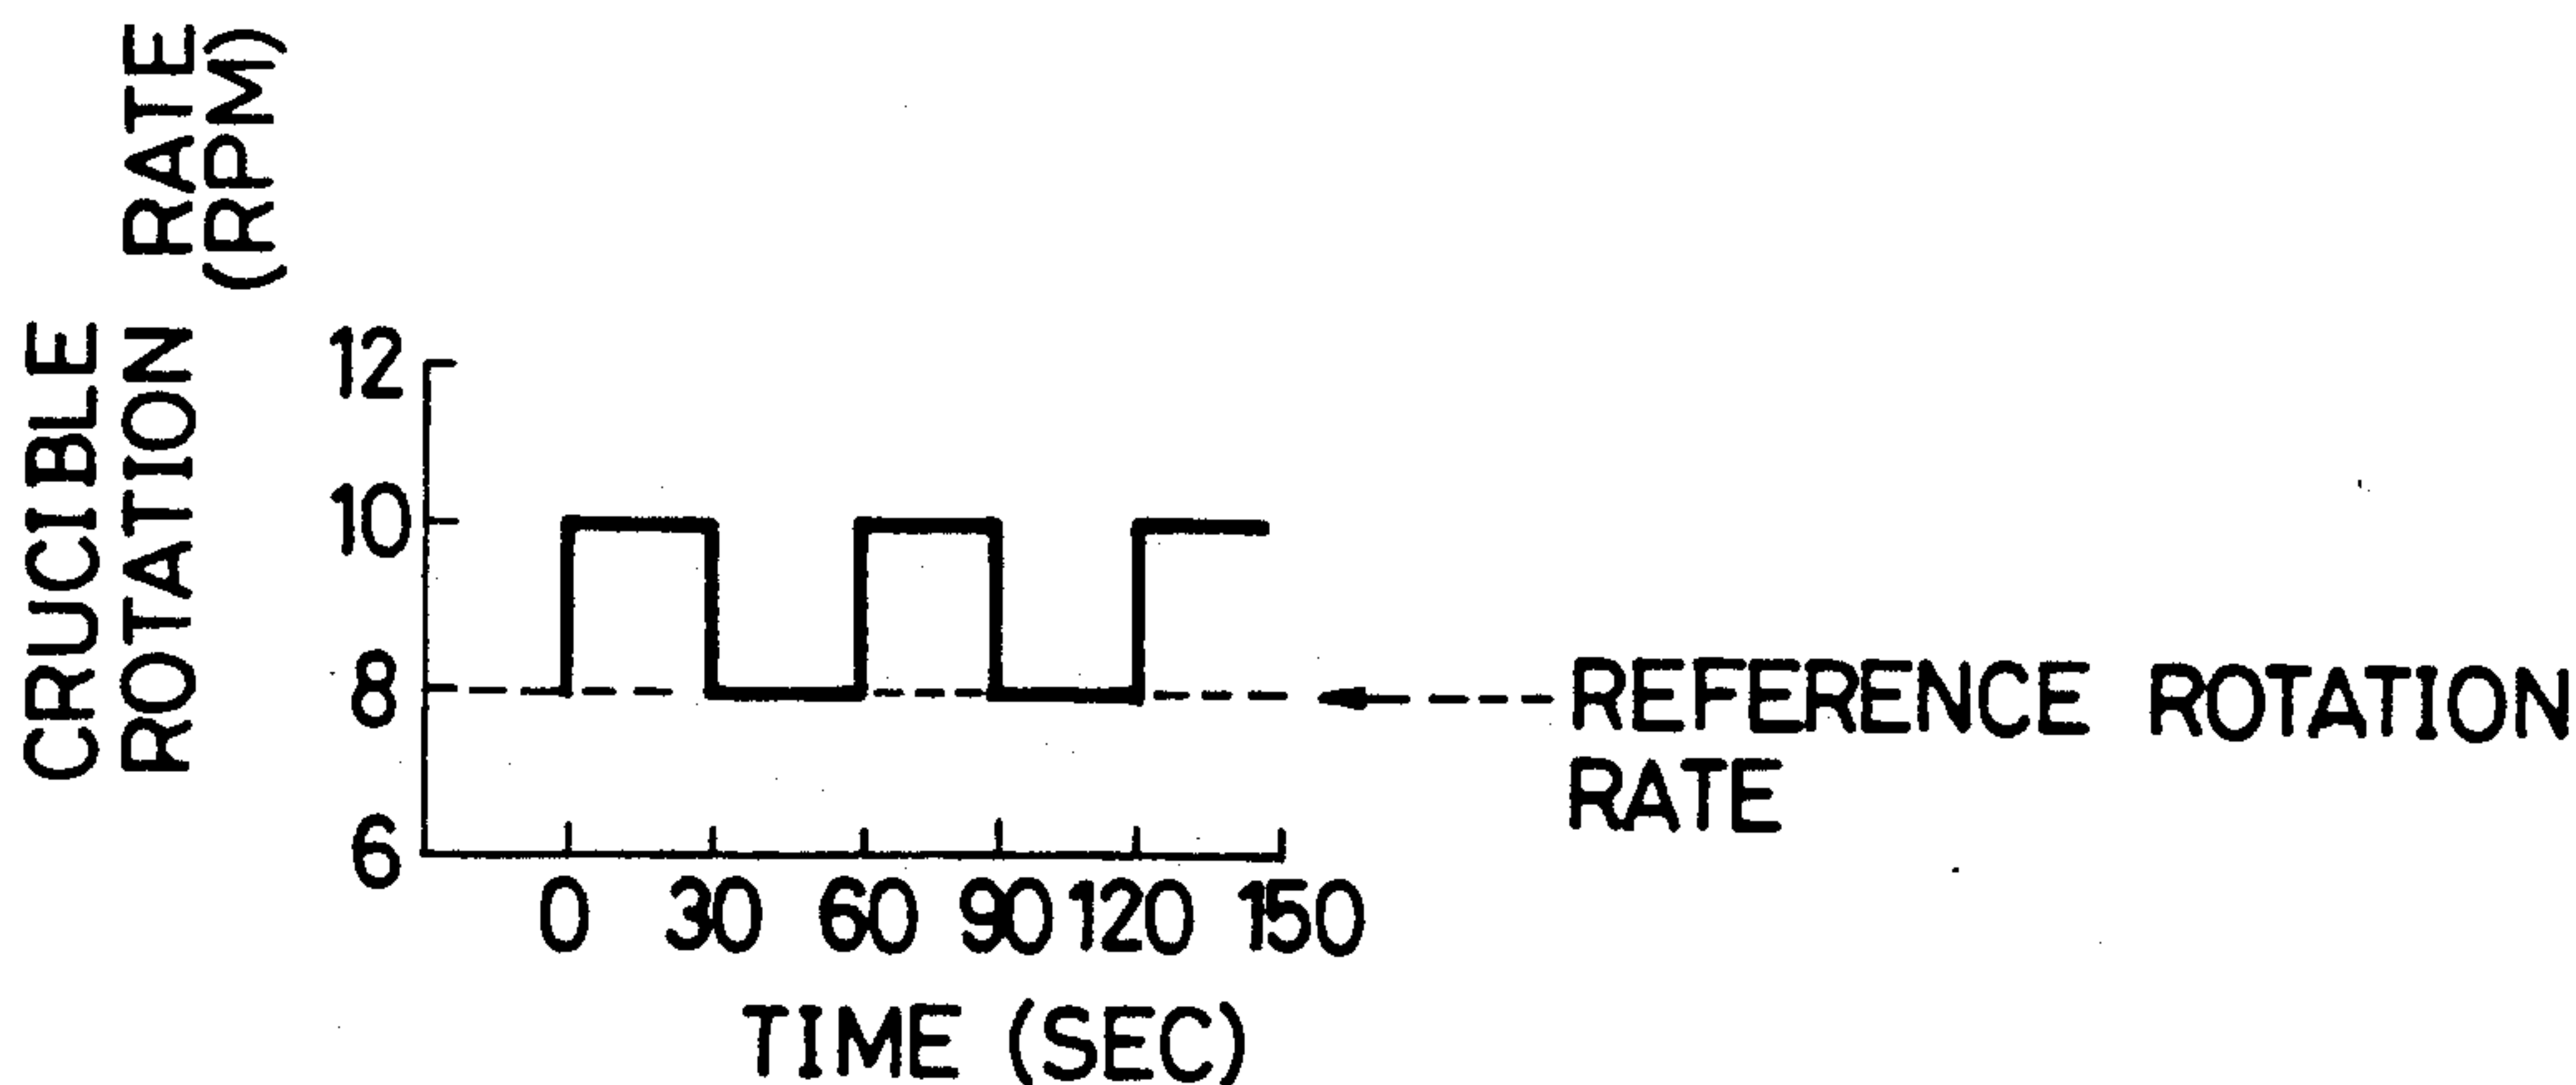 CRUCIBLE
ROTATION RATE
(RPM)
12
10
8
6
0 30 60 90 120 150
TIME (SEC)
REFERENCE ROTATION
RATE